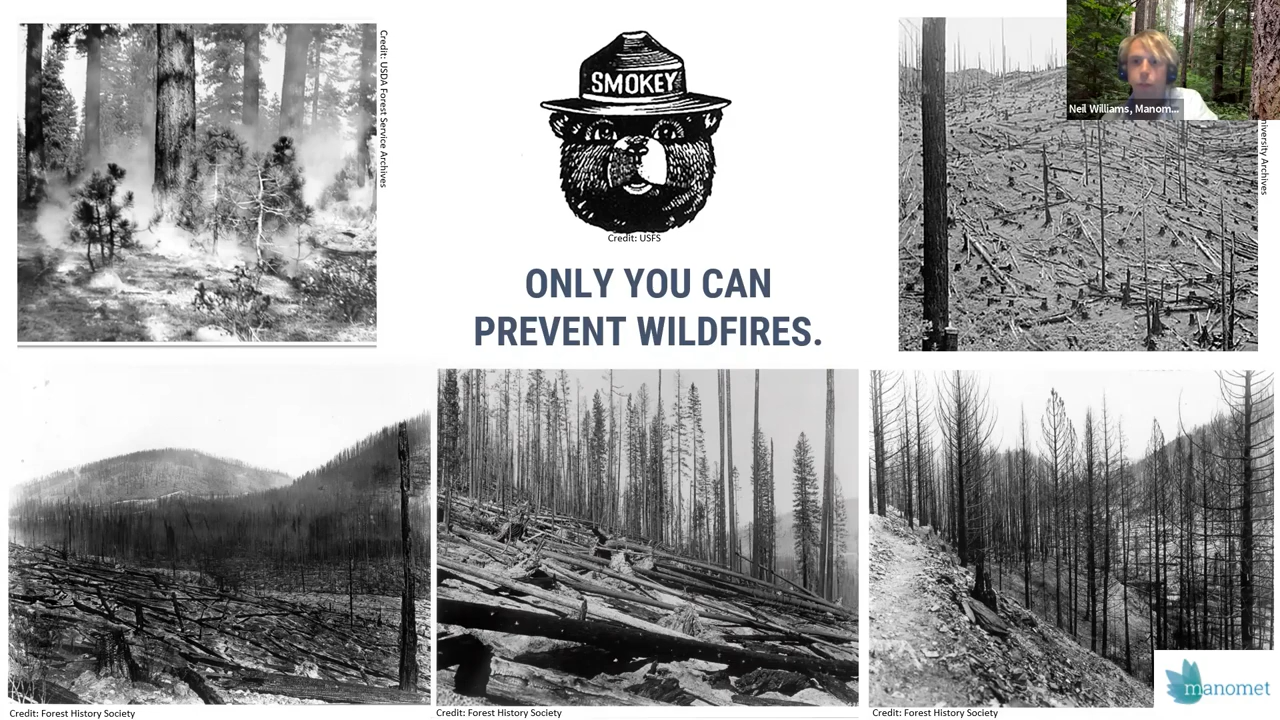 Credit: USDA Forest Service Archives
SMOKEY
Credit: USFS
ONLY YOU CAN
PREVENT WILDFIRES.
Neil Williams, Manom...
Archives
Credit: Forest History Society
Credit: Forest History Society
Credit: Forest History Society
manomet